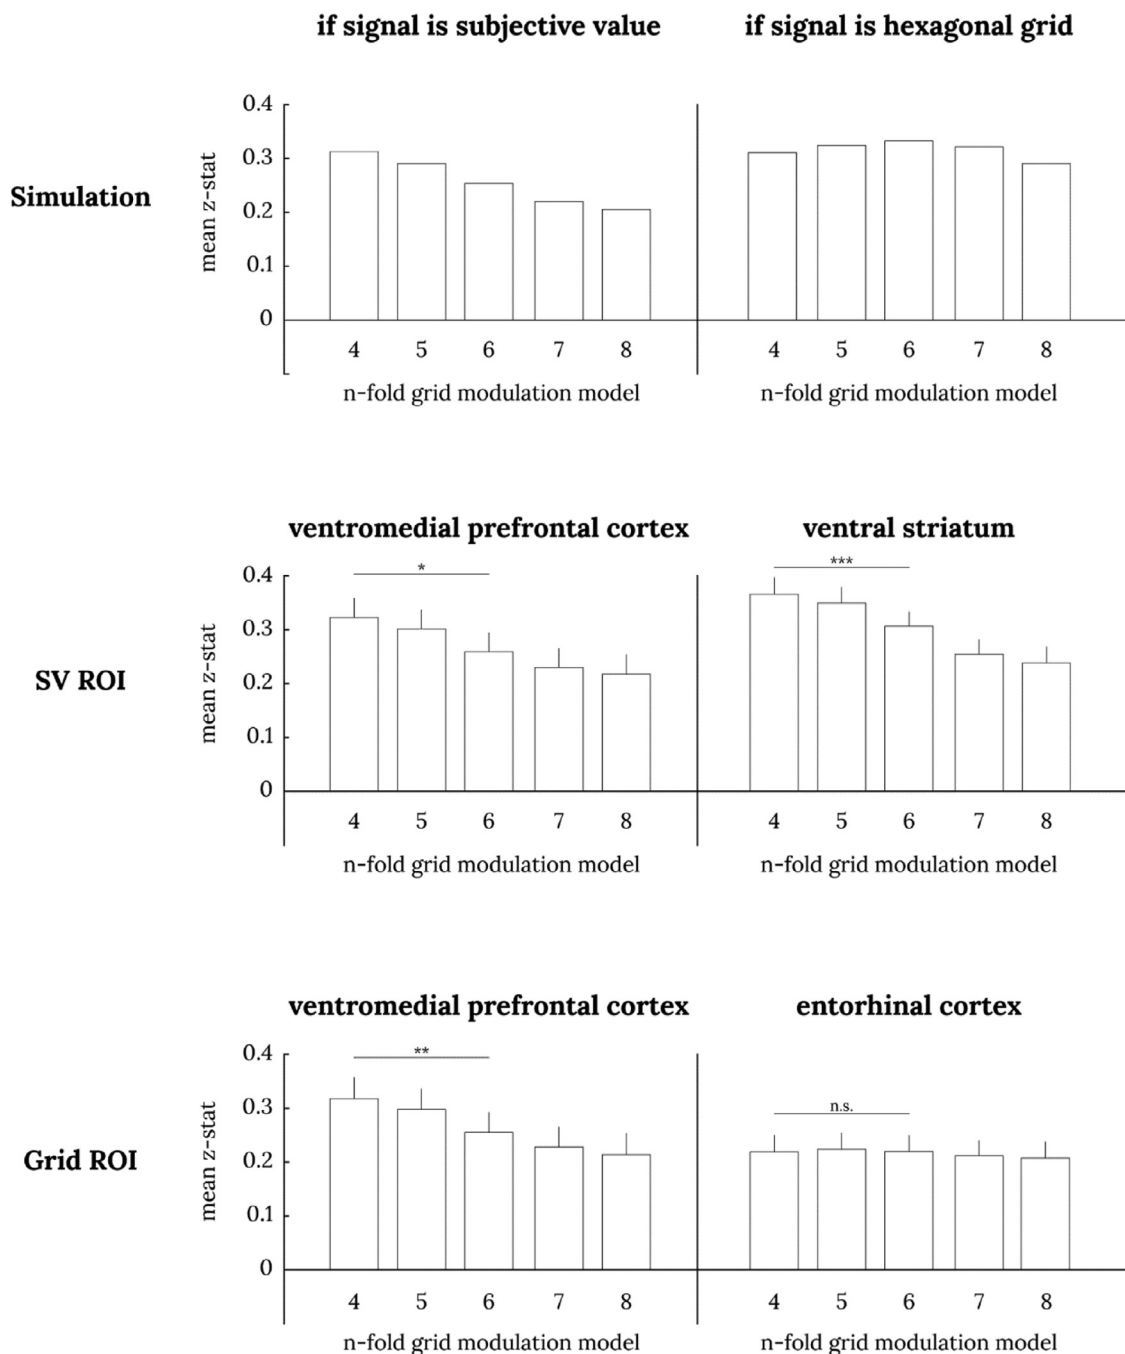 if signal is subjective value
if signal is hexagonal grid
Simulation
mean z-stat
0.4
0.3
0.2
0.1
0
4 5 6 7 8
n-fold grid modulation model
4 5 6 7 8
n-fold grid modulation model
ventromedial prefrontal cortex
ventral striatum
SV ROI
mean z-stat
0.4
0.3
0.2
0.1
0
*
4 5 6 7 8
n-fold grid modulation model
***
4 5 6 7 8
n-fold grid modulation model
ventromedial prefrontal cortex
entorhinal cortex
Grid ROI
mean z-stat
0.4
0.3
0.2
0.1
0
**
4 5 6 7 8
n-fold grid modulation model
n.s.
4 5 6 7 8
n-fold grid modulation model